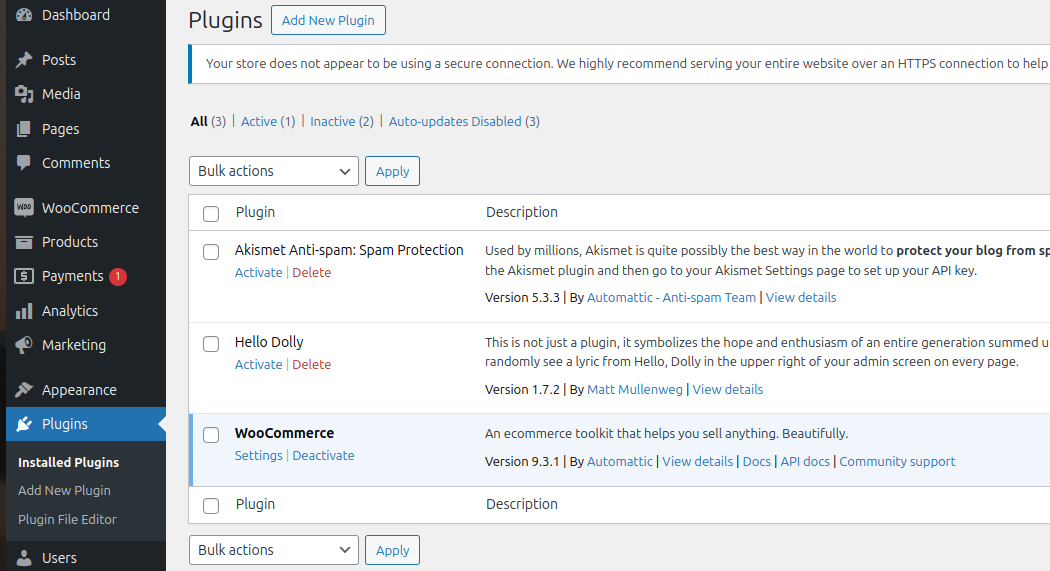 Dashboard
Posts
Media
Pages
Comments
WOO WooCommerce
Products
Payments 1
Analytics
Marketing
Appearance
Plugins
Installed Plugins
Add New Plugin
Plugin File Editor
Users
Plugins Add New Plugin
Your store does not appear to be using a secure connection. We highly recommend serving your entire website over an HTTPS connection to help
All (3) | Active (1) | Inactive (2) | Auto-updates Disabled (3)
Bulk actions Apply
Plugin Description
Akismet Anti-spam: Spam Protection
Activate | Delete
Used by millions, Akismet is quite possibly the best way in the world to protect your blog from sp
the Akismet plugin and then go to your Akismet Settings page to set up your API key.
Version 5.3.3 | By Automattic - Anti-spam Team | View details
Hello Dolly
Activate | Delete
This is not just a plugin, it symbolizes the hope and enthusiasm of an entire generation summed u
randomly see a lyric from Hello, Dolly in the upper right of your admin screen on every page.
Version 1.7.2 | By Matt Mullenweg | View details
WooCommerce
Settings | Deactivate
An ecommerce toolkit that helps you sell anything. Beautifully.
Version 9.3.1 | By Automattic | View details | Docs | API docs | Community support
Plugin Description
Bulk actions Apply